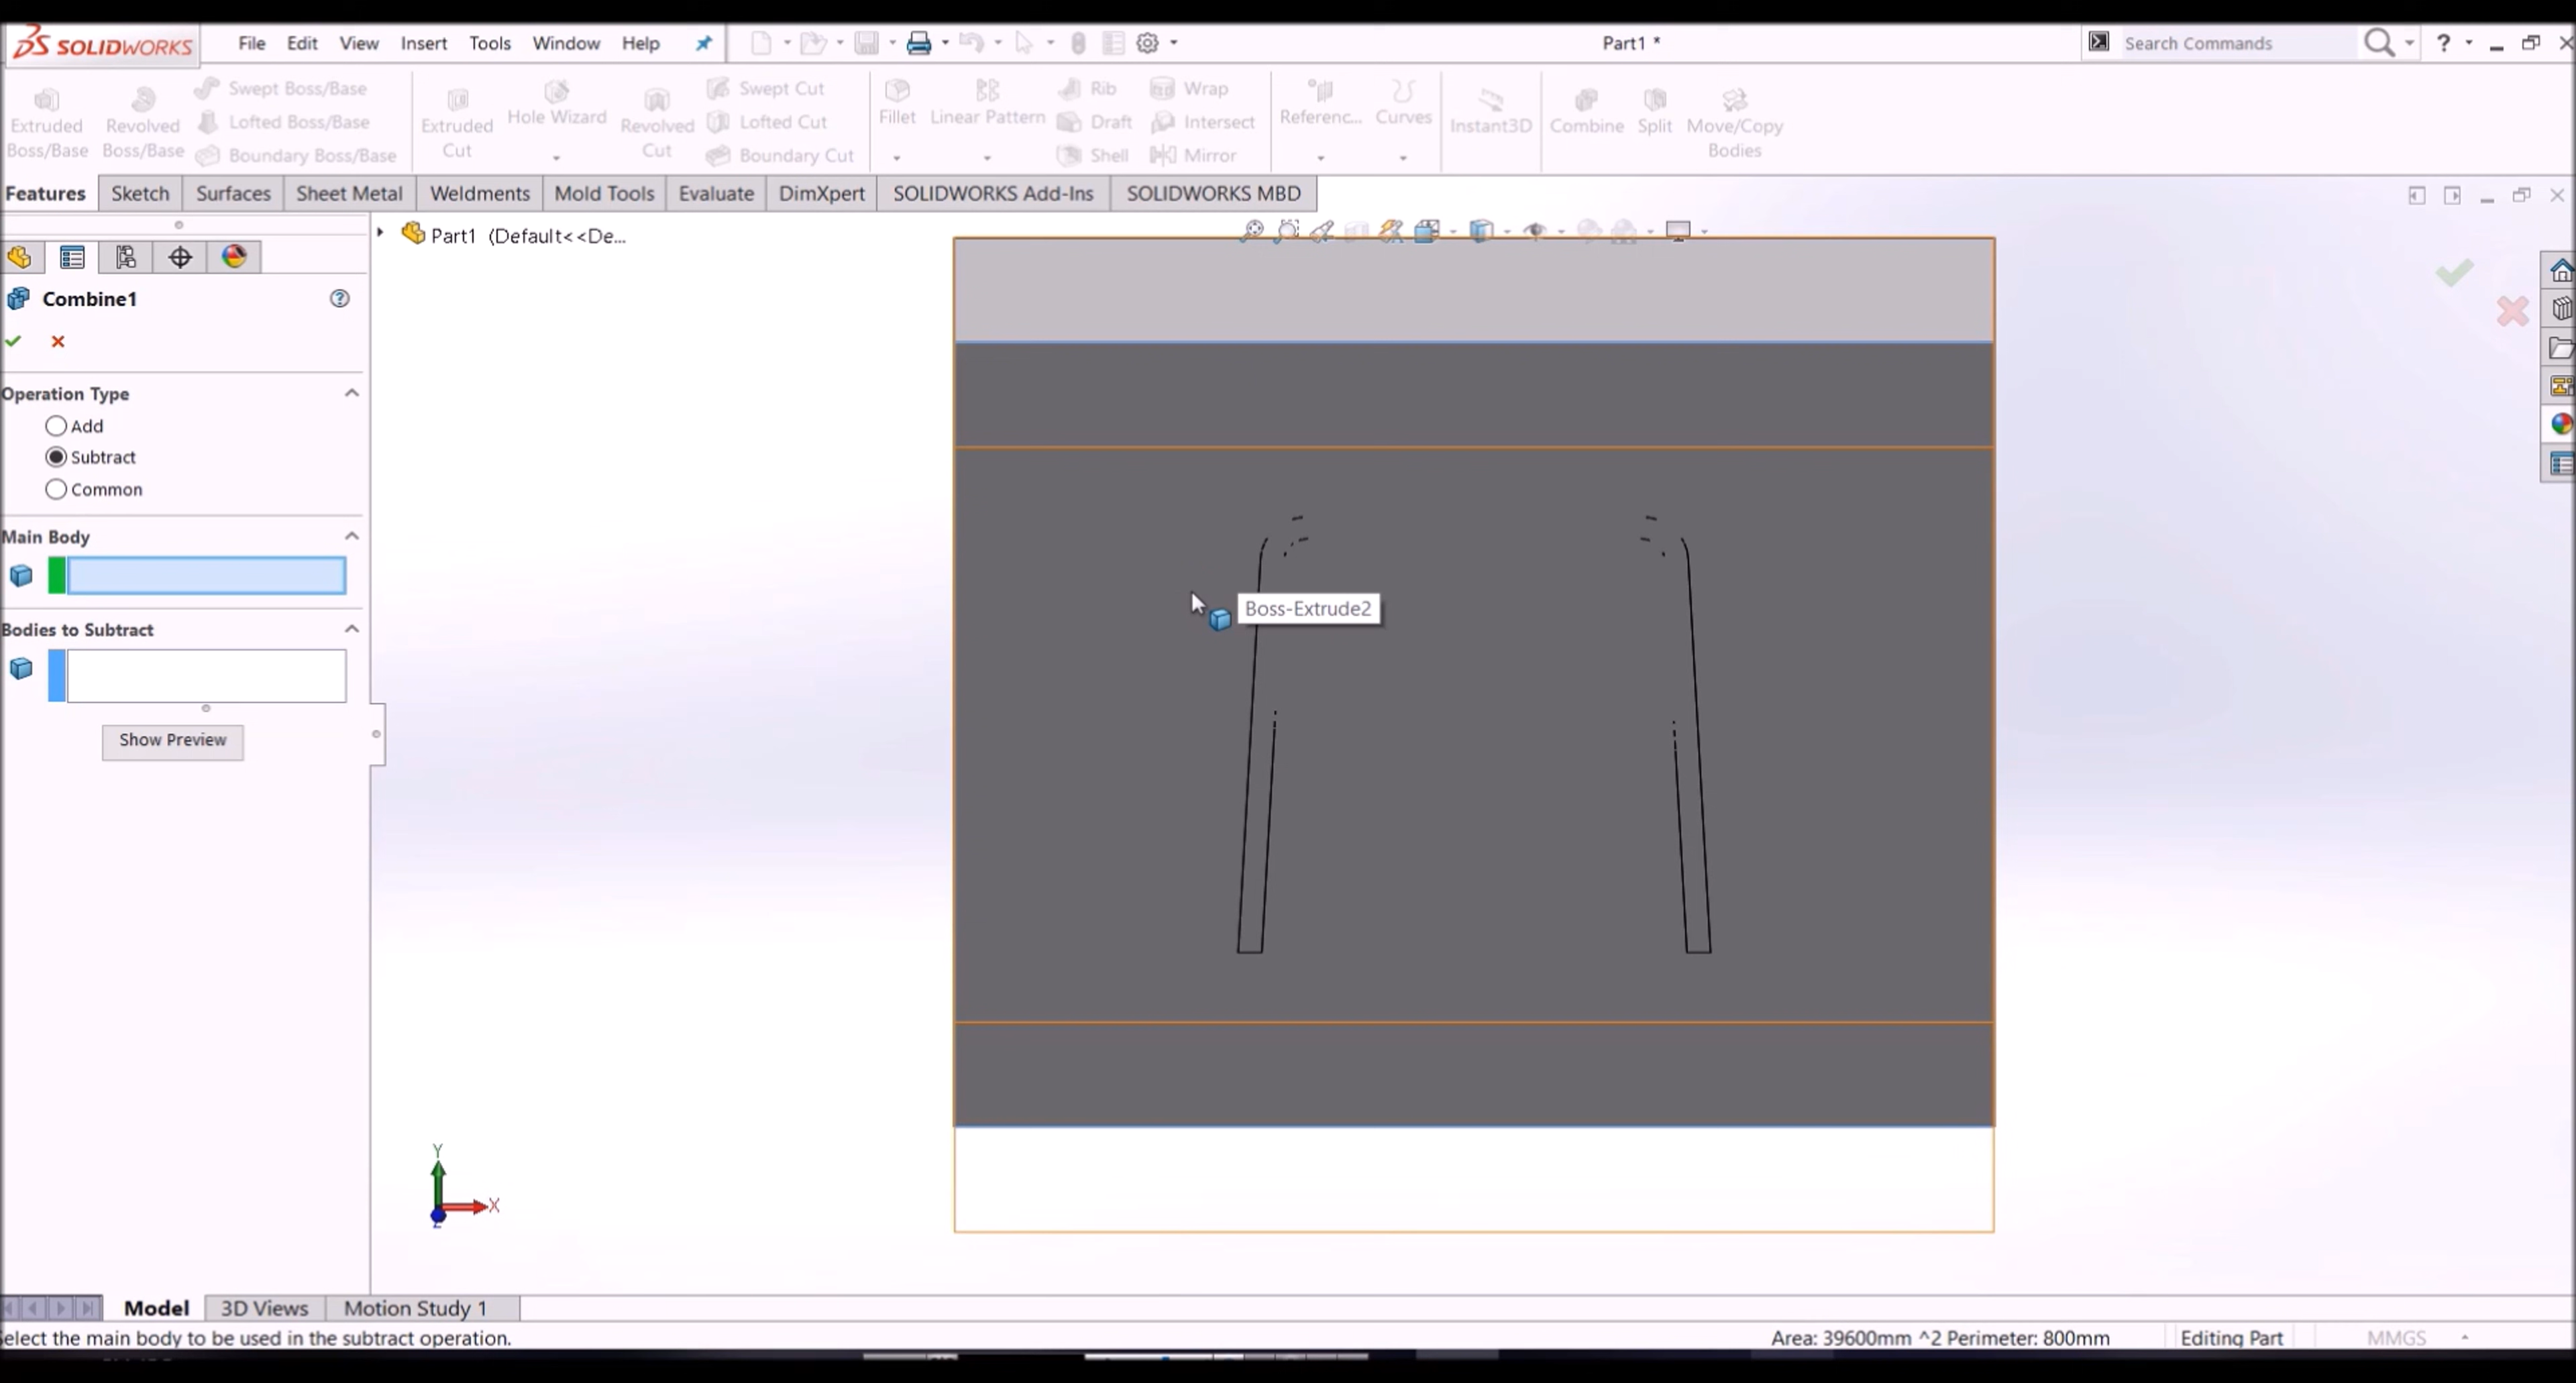 SOLIDWORKS File Edit View Insert Tools Window Help Part1 * Search Commands ?
Extruded Boss/Base
Revolved Boss/Base
Swept Boss/Base
Lofted Boss/Base
Boundary Boss/Base
Extruded Cut
Hole Wizard
Revolved Cut
Swept Cut
Lofted Cut
Boundary Cut
Fillet
Linear Pattern
Rib
Draft
Shell
Wrap
Intersect
Mirror
Referenc...
Curves
Instant3D
Combine
Split
Move/Copy Bodies
Features Sketch Surfaces Sheet Metal Weldments Mold Tools Evaluate DimXpert SOLIDWORKS Add-Ins SOLIDWORKS MBD
Part1 (Default<<De...
Combine1
Operation Type
Add
Subtract
Common
Main Body
Bodies to Subtract
Show Preview
Boss-Extrude2
Y
X
Z
Model 3D Views Motion Study 1
elect the main body to be used in the subtract operation. Area: 39600mm ^2 Perimeter: 800mm Editing Part MMGS